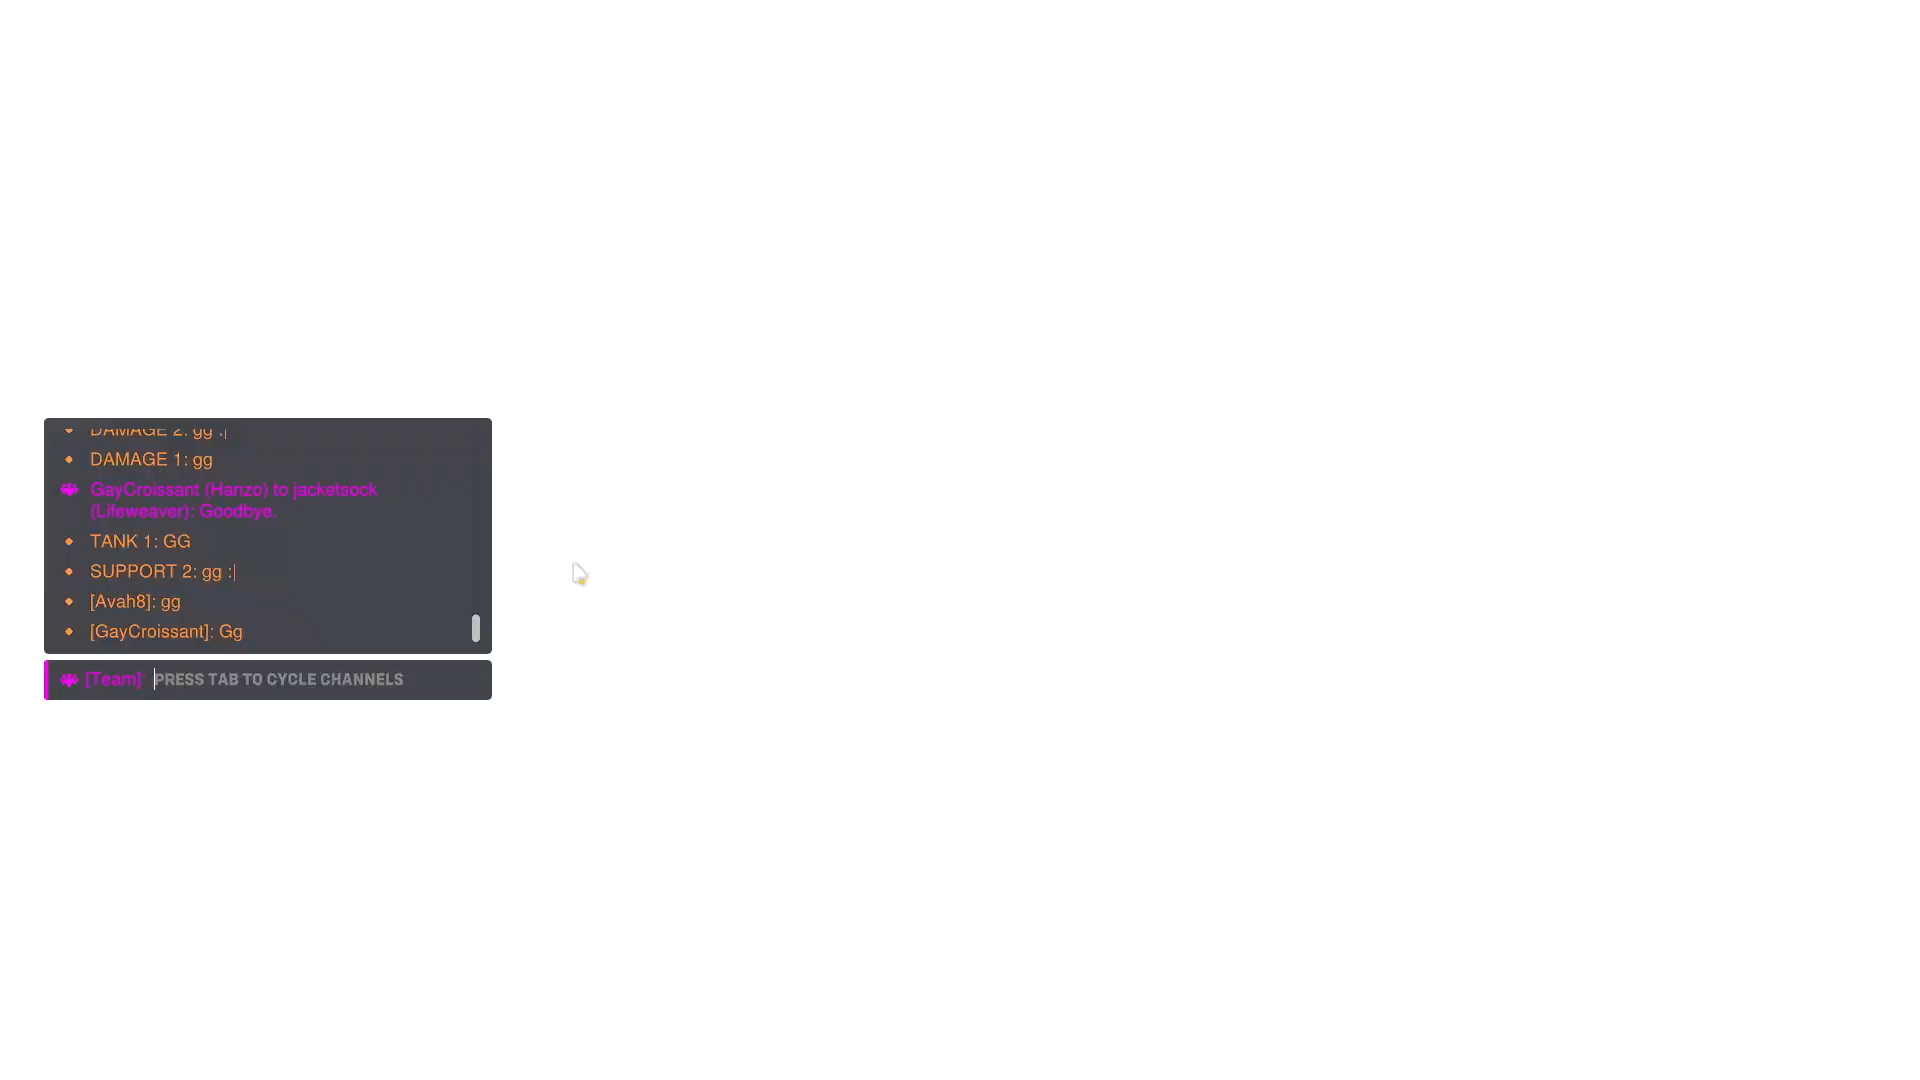 DAMAGE 2: gg :|
DAMAGE 1: gg
GayCroissant (Hanzo) to jacketsock
(Lifeweaver): Goodbye.
TANK 1: GG
SUPPORT 2: gg :|
[Avah8]: gg
[GayCroissant]: Gg
[Team] PRESS TAB TO CYCLE CHANNELS